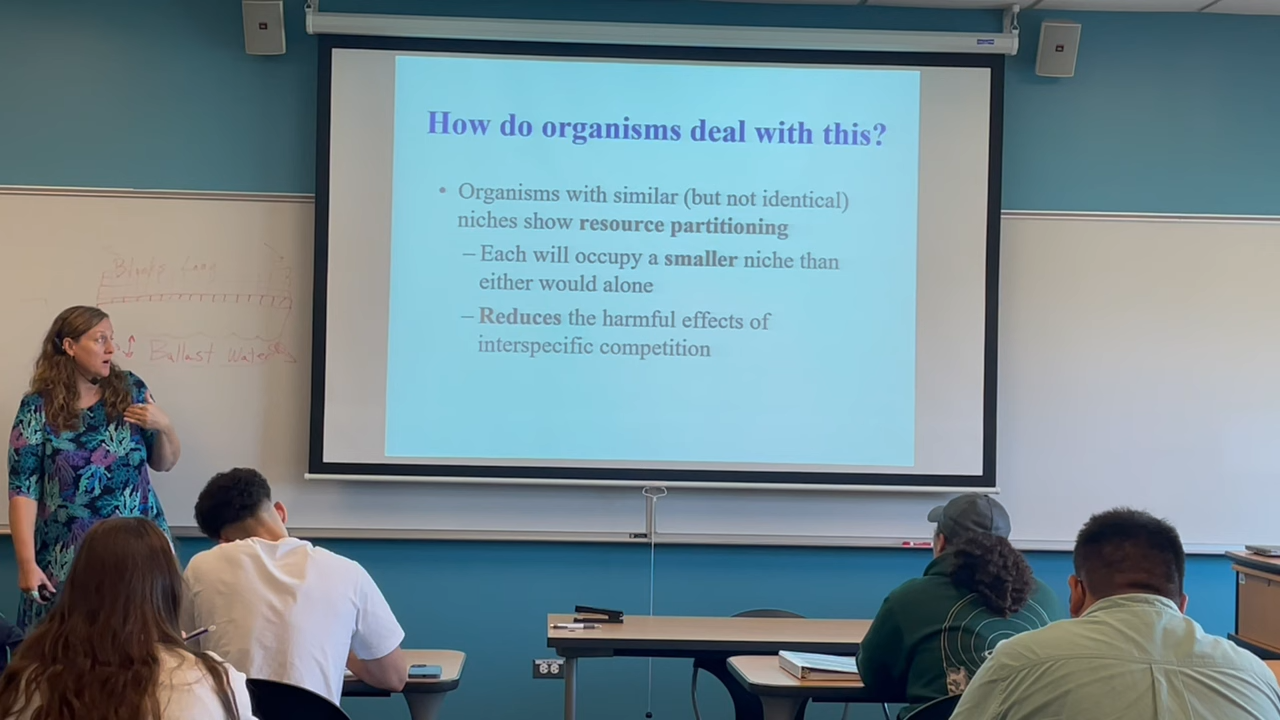 How do organisms deal with this?
• Organisms with similar (but not identical)
niches show resource partitioning
– Each will occupy a smaller niche than
either would alone
– Reduces the harmful effects of
interspecific competition
Ballast Water